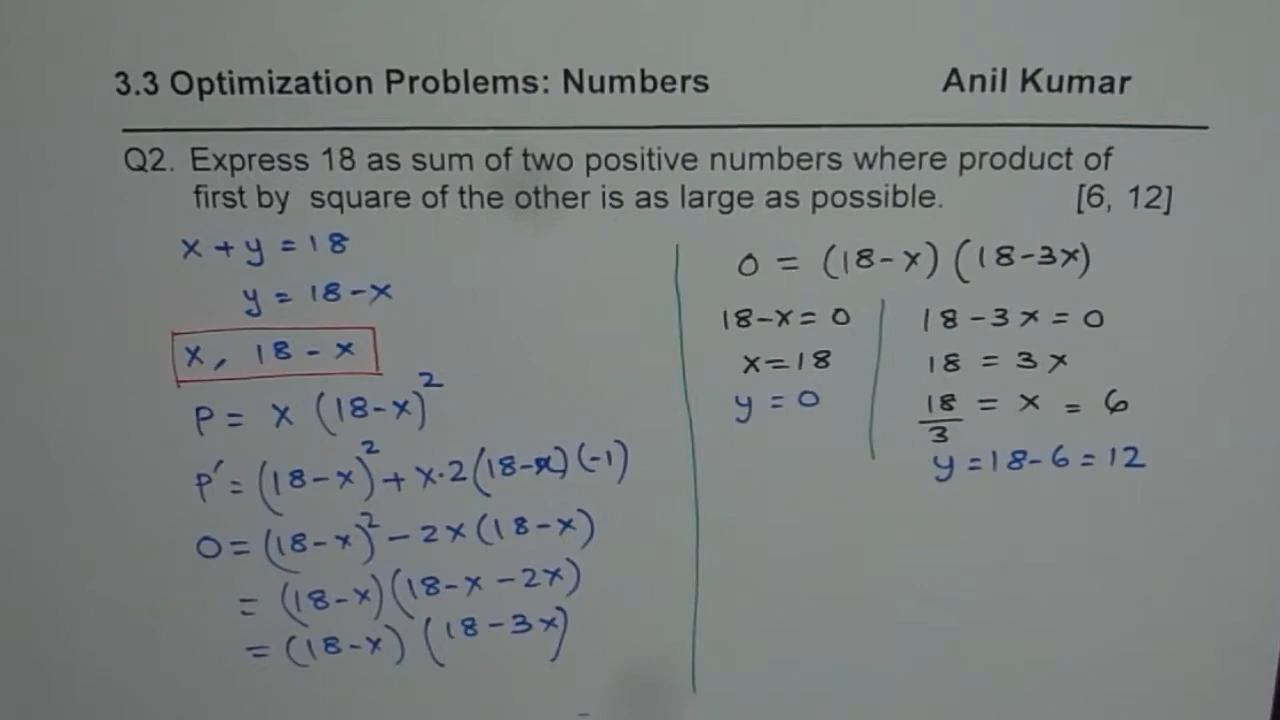 3.3 Optimization Problems: Numbers Anil Kumar
Q2. Express 18 as sum of two positive numbers where product of
first by square of the other is as large as possible. [6, 12]
x + y = 18
y = 18 - x
x, 18 - x
P = x (18-x)²
P' = (18-x)² + x·2(18-x)(-1)
0 = (18-x)² - 2x(18-x)
= (18-x)(18-x-2x)
= (18-x)(18-3x)
0 = (18-x)(18-3x)
18-x = 0
x = 18
y = 0
18-3x = 0
18 = 3x
18/3 = x = 6
y = 18-6 = 12